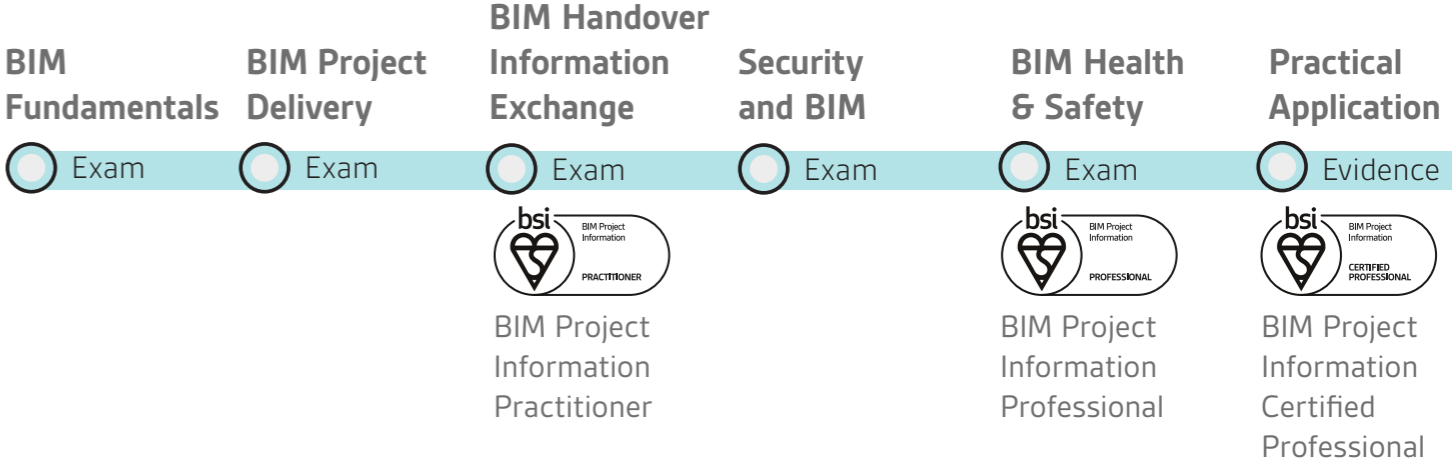 BIM
Fundamentals
BIM Project
Delivery
BIM Handover
Information
Exchange
Security
and BIM
BIM Health
& Safety
Practical
Application
Exam
Exam
Exam
Exam
Exam
Evidence
bsi
BIM Project
Information
PRACTITIONER
BIM Project
Information
Practitioner
bsi
BIM Project
Information
PROFESSIONAL
BIM Project
Information
Professional
bsi
BIM Project
Information
CERTIFIED
PROFESSIONAL
BIM Project
Information
Certified
Professional